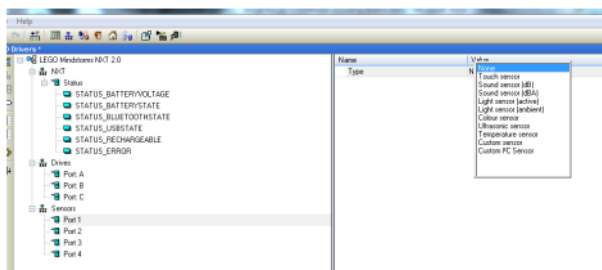 Help
Drivers *
LEGO Mindstorms NXT 2.0
NXT
Status
STATUS_BATTERYVOLTAGE
STATUS_BATTERYSTATE
STATUS_BLUETOOTHSTATE
STATUS_USBSTATE
STATUS_RECHARGEABLE
STATUS_ERROR
Drives
Port A
Port B
Port C
Sensors
Port 1
Port 2
Port 3
Port 4
Name
Value
Type
N
None
Touch sensor
Sound sensor (dB)
Sound sensor (dBA)
Light sensor (active)
Light sensor (ambient)
Colour sensor
Ultrasonic sensor
Temperature sensor
Custom sensor
Custom I²C Sensor